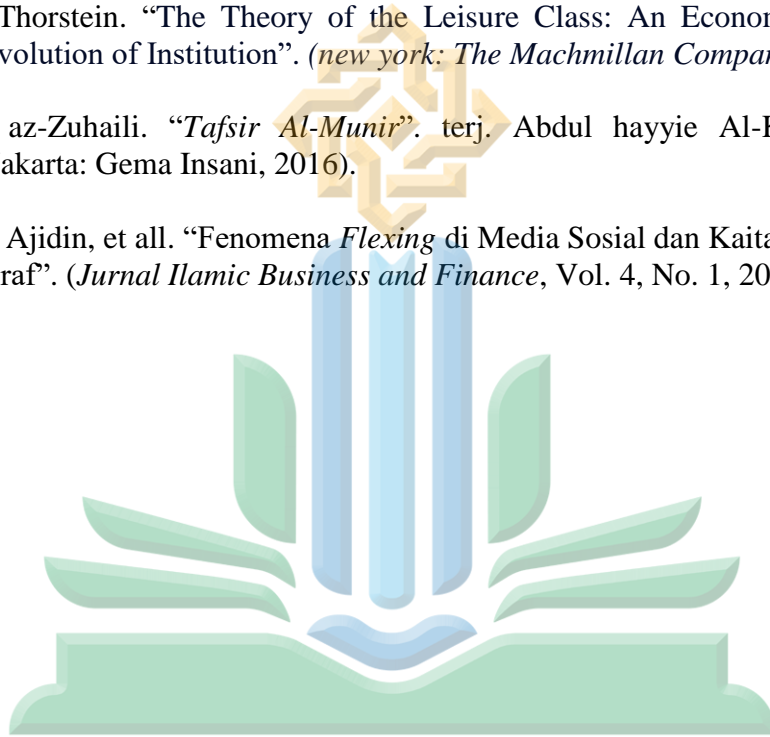 Thorstein. “The Theory of the Leisure Class: An Econom
volution of Institution”. (new york: The Machmillan Compan
az-Zuhaili. “Tafsir Al-Munir”. terj. Abdul hayyie Al-K
akarta: Gema Insani, 2016).
Ajidin, et all. “Fenomena Flexing di Media Sosial dan Kaita
raf”. (Jurnal Ilamic Business and Finance, Vol. 4, No. 1, 20